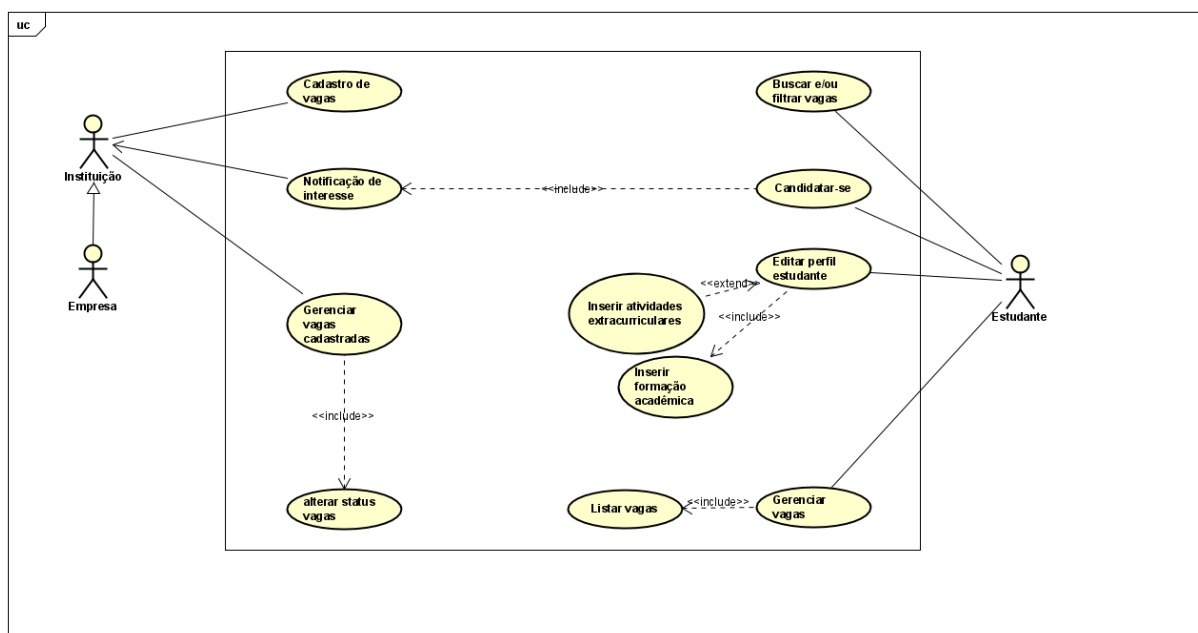 uc
Cadastro de
vagas
Buscar e/ou
filtrar vagas
Instituição
Notificação de
interesse
<<include>>
Candidatar-se
Editar perfil
estudante
<<extend>>
Empresa
Inserir atividades
extracurriculares
<<include>>
Estudante
Gerenciar
vagas
cadastradas
Inserir
formação
acadêmica
<<include>>
alterar status
vagas
Listar vagas
<<include>>
Gerenciar
vagas